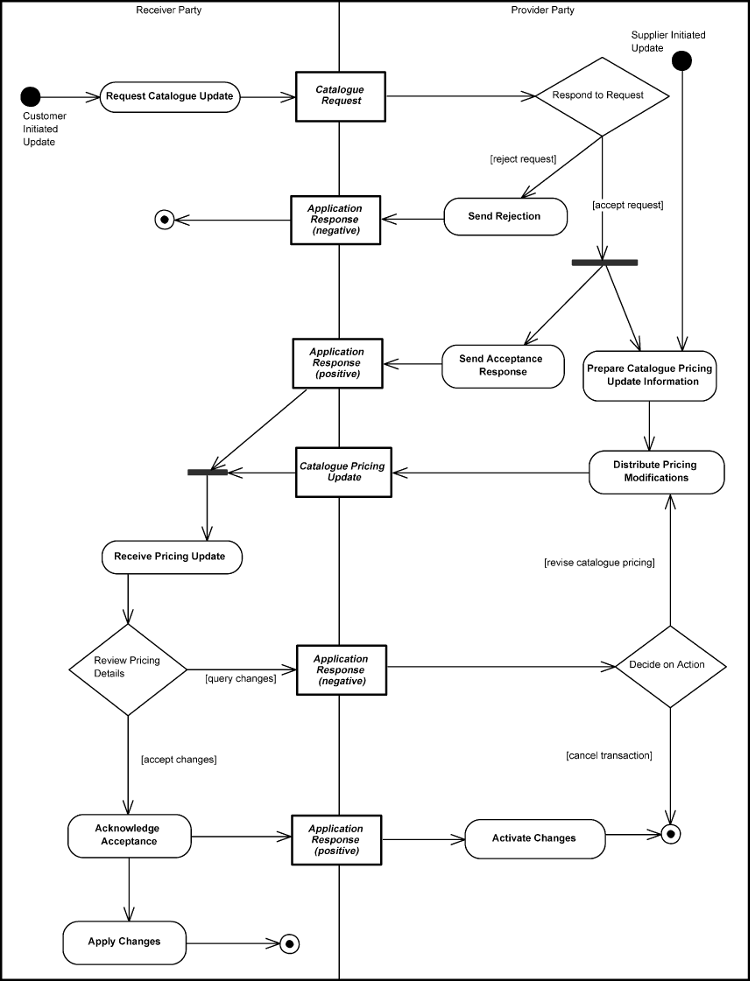 Receiver Party
Provider Party
Supplier Initiated
Update
Customer
Initiated
Update
Request Catalogue Update
Catalogue
Request
Respond to Request
[reject request]
[accept request]
Application
Response
(negative)
Send Rejection
Application
Response
(positive)
Send Acceptance
Response
Prepare Catalogue Pricing
Update Information
Catalogue Pricing
Update
Distribute Pricing
Modifications
Receive Pricing Update
[revise catalogue pricing]
Review Pricing
Details
[query changes]
Application
Response
(negative)
Decide on Action
[accept changes]
[cancel transaction]
Acknowledge
Acceptance
Application
Response
(positive)
Activate Changes
Apply Changes